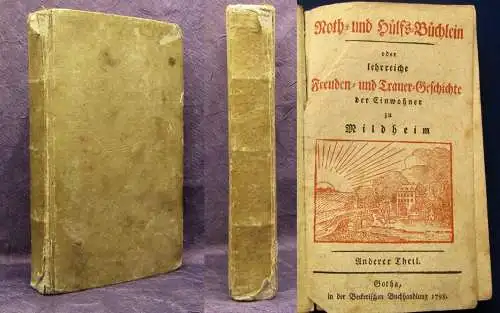 Noth- und Hülfs-Büchlein
oder
lehrreiche
Freuden- und Trauer-Geschichte
der Einwohner
zu
Mildheim
Anderer Theil.
Gotha,
in der Beckerischen Buchhandlung 1798.